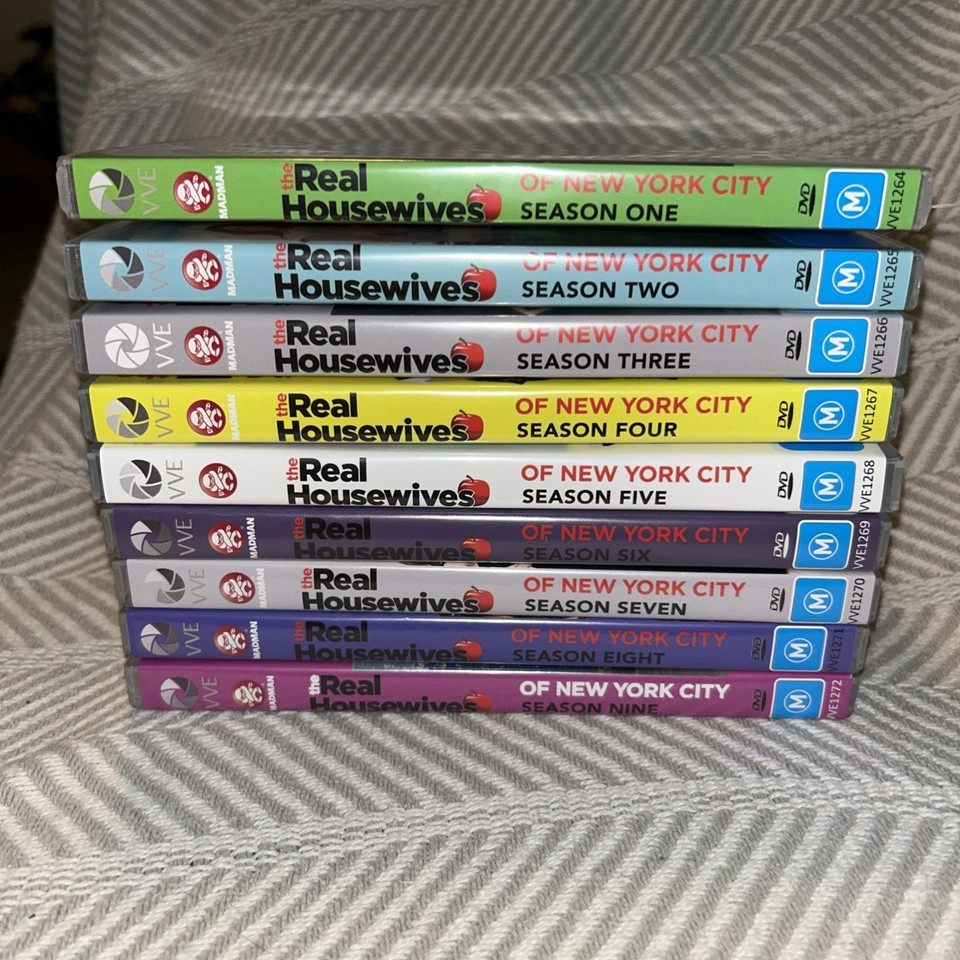 VVE MADMAN the Real Housewives OF NEW YORK CITY SEASON ONE DVD M VVE1264
VVE MADMAN the Real Housewives OF NEW YORK CITY SEASON TWO DVD M VVE1265
VVE MADMAN the Real Housewives OF NEW YORK CITY SEASON THREE DVD M VVE1266
VVE MADMAN the Real Housewives OF NEW YORK CITY SEASON FOUR DVD M VVE1267
VVE the Real Housewives OF NEW YORK CITY SEASON FIVE DVD M VVE1268
VVE MADMAN the Real Housewives OF NEW YORK CITY SEASON SIX DVD M VVE1269
VVE MADMAN the Real Housewives OF NEW YORK CITY SEASON SEVEN DVD M VVE1270
VVE MADMAN the Real Housewives OF NEW YORK CITY SEASON EIGHT DVD M VVE1271
VVE MADMAN the Real Housewives OF NEW YORK CITY SEASON NINE DVD M VVE1272